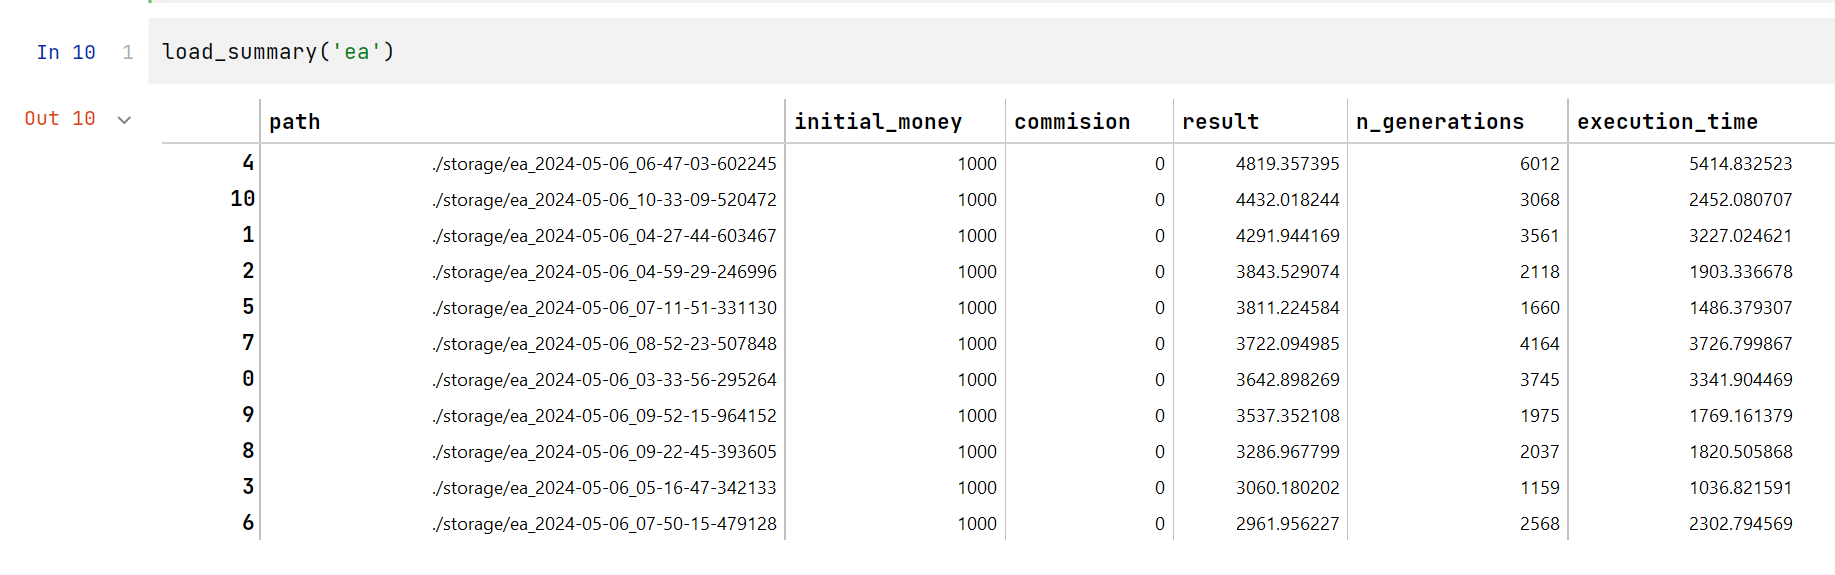 In 10 1 load_summary('ea')
Out 10 path initial_money commision result n_generations execution_time
4 ./storage/ea_2024-05-06_06-47-03-602245 1000 0 4819.357395 6012 5414.832523
10 ./storage/ea_2024-05-06_10-33-09-520472 1000 0 4432.018244 3068 2452.080707
1 ./storage/ea_2024-05-06_04-27-44-603467 1000 0 4291.944169 3561 3227.024621
2 ./storage/ea_2024-05-06_04-59-29-246996 1000 0 3843.529074 2118 1903.336678
5 ./storage/ea_2024-05-06_07-11-51-331130 1000 0 3811.224584 1660 1486.379307
7 ./storage/ea_2024-05-06_08-52-23-507848 1000 0 3722.094985 4164 3726.799867
0 ./storage/ea_2024-05-06_03-33-56-295264 1000 0 3642.898269 3745 3341.904469
9 ./storage/ea_2024-05-06_09-52-15-964152 1000 0 3537.352108 1975 1769.161379
8 ./storage/ea_2024-05-06_09-22-45-393605 1000 0 3286.967799 2037 1820.505868
3 ./storage/ea_2024-05-06_05-16-47-342133 1000 0 3060.180202 1159 1036.821591
6 ./storage/ea_2024-05-06_07-50-15-479128 1000 0 2961.956227 2568 2302.794569